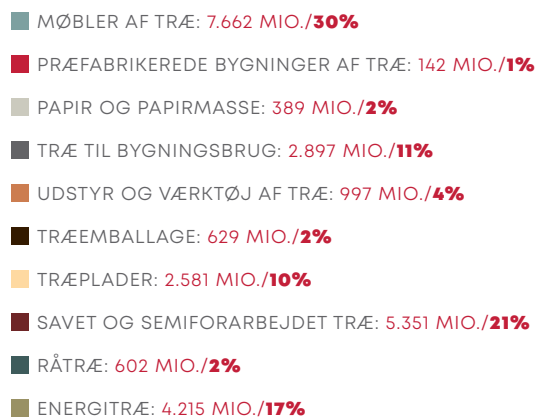 MØBLER AF TRÆ: 7.662 MIO./30%
PRÆFABRIKEREDE BYGNINGER AF TRÆ: 142 MIO./1%
PAPIR OG PAPIRMASSE: 389 MIO./2%
TRÆ TIL BYGNINGSBRUG: 2.897 MIO./11%
UDSTYR OG VÆRKTØJ AF TRÆ: 997 MIO./4%
TRÆEMBALLAGE: 629 MIO./2%
TRÆPLADER: 2.581 MIO./10%
SAVET OG SEMIFORARBEJDET TRÆ: 5.351 MIO./21%
RÅTRÆ: 602 MIO./2%
ENERGITRÆ: 4.215 MIO./17%